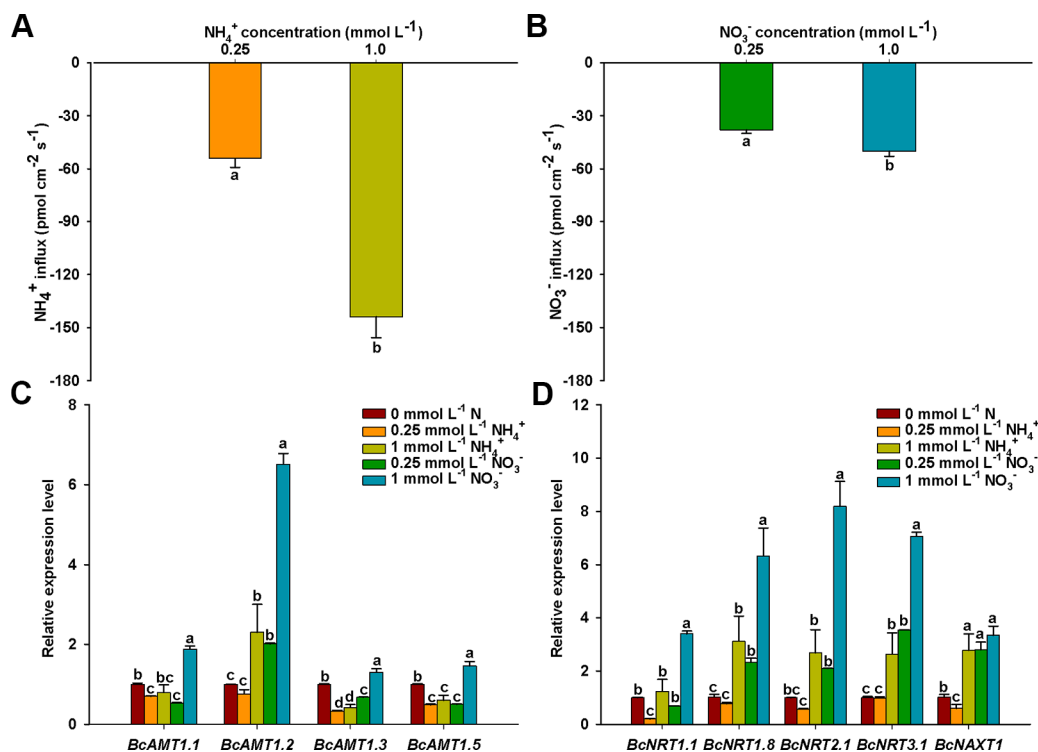 A
NH₄⁺ concentration (mmol L⁻¹)
0.25 1.0
0
-30
-60
-90
-120
-150
-180
NH₄⁺ influx (pmol cm⁻² s⁻¹)
a
b
B
NO₃⁻ concentration (mmol L⁻¹)
0.25 1.0
0
-30
-60
-90
-120
-150
-180
NO₃⁻ influx (pmol cm⁻² s⁻¹)
a
b
C
8
6
4
2
0
Relative expression level
0 mmol L⁻¹ N
0.25 mmol L⁻¹ NH₄⁺
1 mmol L⁻¹ NH₄⁺
0.25 mmol L⁻¹ NO₃⁻
1 mmol L⁻¹ NO₃⁻
b c bc c a
c c b b a
b d d c a
b c c c a
BcAMT1.1 BcAMT1.2 BcAMT1.3 BcAMT1.5
D
12
10
8
6
4
2
0
Relative expression level
0 mmol L⁻¹ N
0.25 mmol L⁻¹ NH₄⁺
1 mmol L⁻¹ NH₄⁺
0.25 mmol L⁻¹ NO₃⁻
1 mmol L⁻¹ NO₃⁻
b c b b a
c c b b a
bc c b b a
c c b b a
b c a a a
BcNRT1.1 BcNRT1.8 BcNRT2.1 BcNRT3.1 BcNAXT1